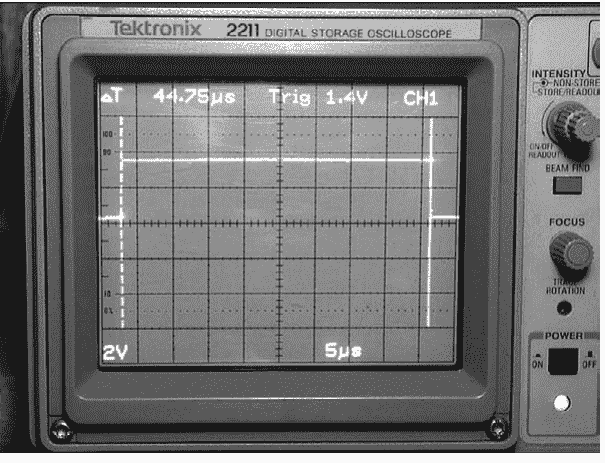 Tektronix 2211 DIGITAL STORAGE OSCILLOSCOPE
ΔT 44.75µs Trig 1.4V CH1
100
90
10
0%
2V 5µs
INTENSITY
NON-STORE
STORE/READOUT
ON-OFF
READOUT
BEAM FIND
FOCUS
TRACE
ROTATION
POWER
ON OFF